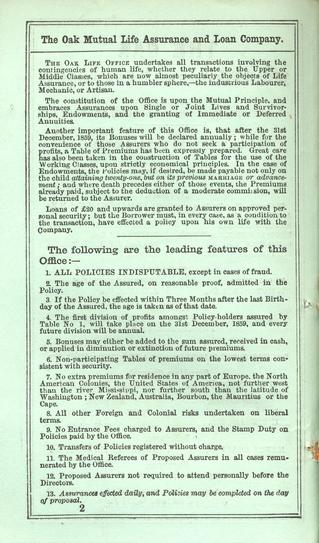 The Oak Mutual Life Assurance and Loan Company.
THE OAK LIFE OFFICE undertakes all transactions involving the
contingencies of human life, whether they relate to the Upper or
Middle Classes, which are now almost peculiarly the objects of Life
Assurance, or to those in a humbler sphere,—the industrious Labourer,
Mechanic, or Artisan.
The constitution of the Office is upon the Mutual Principle, and
embraces Assurances upon Single or Joint Lives and Survivor-
ships, Endowments, and the granting of Immediate or Deferred
Annuities.
Another important feature of this Office is, that after the 31st
December, 1859, its Bonuses will be declared annually; while for the
convenience of those Assurers who do not seek a participation of
profits, a Table of Premiums has been expressly prepared. Great care
has also been taken in the construction of Tables for the use of the
Working Classes, upon strictly economical principles. In the case of
Endowments, the Policies may, if desired, be made payable not only on
the child attaining twenty-one, but on its previous marriage or advance-
ment; and where death precedes either of those events, the Premiums
already paid, subject to the deduction of a moderate commission, will
be returned to the Assurer.
Loans of £20 and upwards are granted to Assurers on approved per-
sonal security; but the Borrower must, in every case, as a condition to
the transaction, have effected a policy upon his own life with the
Company.
The following are the leading features of this
Office:—
1. ALL POLICIES INDISPUTABLE, except in cases of fraud.
2. The age of the Assured, on reasonable proof, admitted in the
Policy.
3. If the Policy be effected within Three Months after the last Birth-
day of the Assured, the age is taken as of that date.
4. The first division of profits amongst Policy-holders assured by
Table No 1, will take place on the 31st December, 1859, and every
future division will be annual.
5. Bonuses may either be added to the sum assured, received in cash,
or applied in diminution or extinction of future premiums.
6. Non-participating Tables of premiums on the lowest terms con-
sistent with security.
7. No extra premiums for residence in any part of Europe, the North
American Colonies, the United States of America, not further west
than the river Mississippi, nor further south than the latitude of
Washington; New Zealand, Australia, Bourbon, the Mauritius or the
Cape.
8. All other Foreign and Colonial risks undertaken on liberal
terms.
9. No Entrance Fees charged to Assurers, and the Stamp Duty on
Policies paid by the Office.
10. Transfers of Policies registered without charge.
11. The Medical Referees of Proposed Assurers in all cases remu-
nerated by the Office.
12. Proposed Assurers not required to attend personally before the
Directors.
13. Assurances effected daily, and Policies may be completed on the day
of proposal.
2